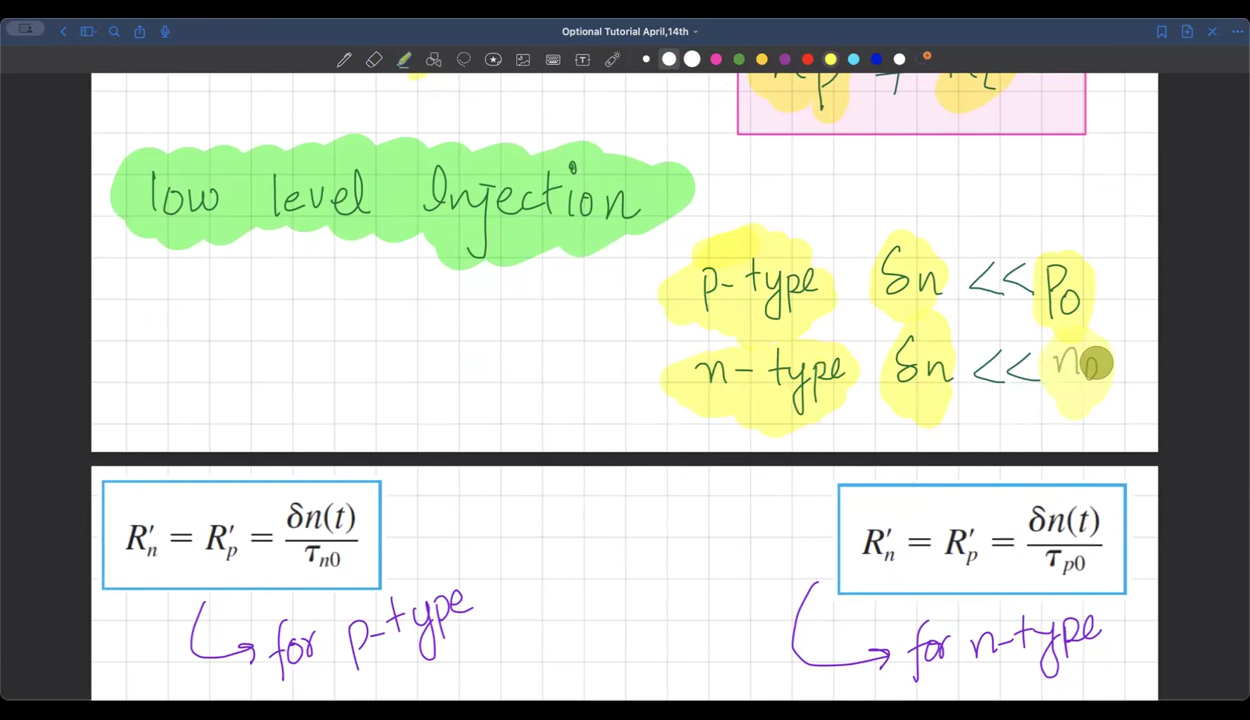 Optional Tutorial April,14th
low level Injection
p-type δn << p₀
n-type δn << n₀
R′ₙ = R′ₚ = δn(t) / τₙ₀
R′ₙ = R′ₚ = δn(t) / τₚ₀
for p-type
for n-type